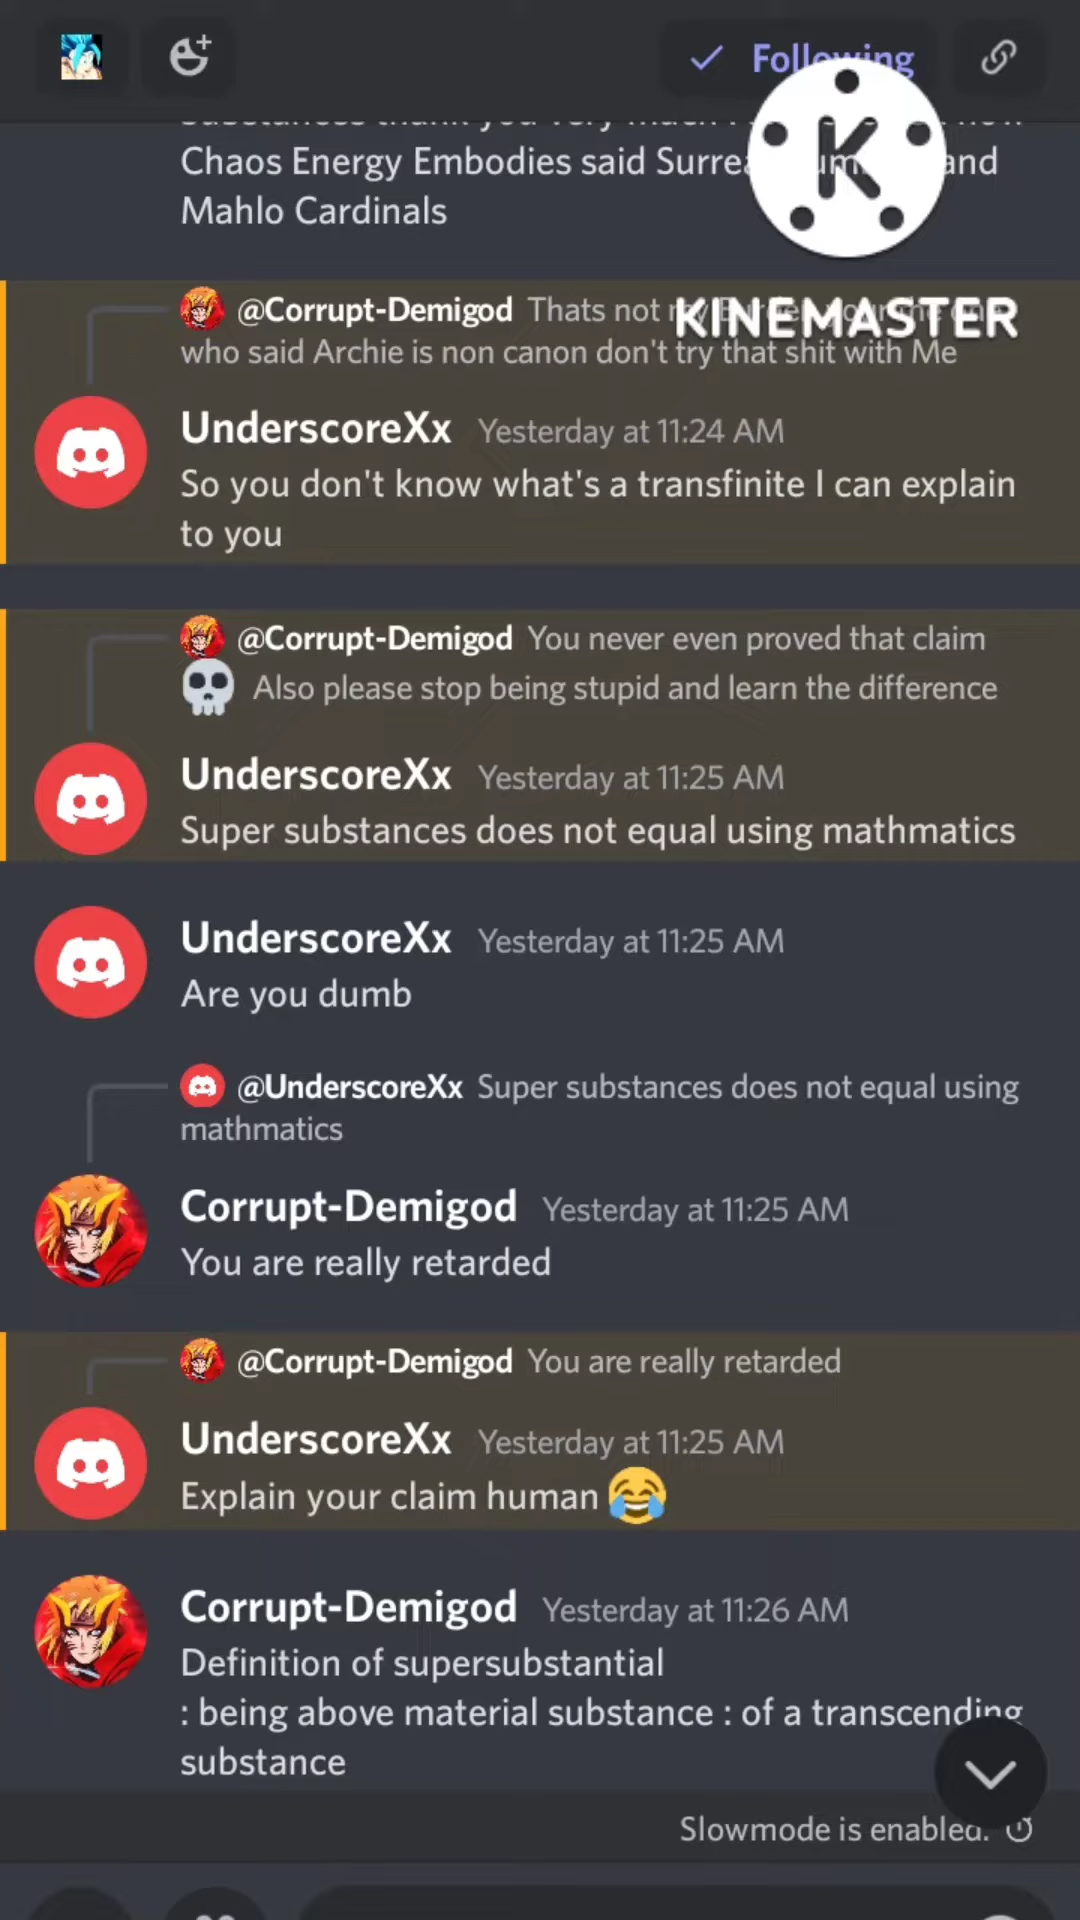 Following
Chaos Energy Embodies said and
Mahlo Cardinals
@Corrupt-Demigod Thats not
KINEMASTER
who said Archie is non canon don't try that shit with Me
UnderscoreXx Yesterday at 11:24 AM
So you don't know what's a transfinite I can explain
to you
@Corrupt-Demigod You never even proved that claim
Also please stop being stupid and learn the difference
UnderscoreXx Yesterday at 11:25 AM
Super substances does not equal using mathmatics
UnderscoreXx Yesterday at 11:25 AM
Are you dumb
@UnderscoreXx Super substances does not equal using
mathmatics
Corrupt-Demigod Yesterday at 11:25 AM
You are really retarded
@Corrupt-Demigod You are really retarded
UnderscoreXx Yesterday at 11:25 AM
Explain your claim human 😂
Corrupt-Demigod Yesterday at 11:26 AM
Definition of supersubstantial
: being above material substance : of a transcending
substance
Slowmode is enabled.